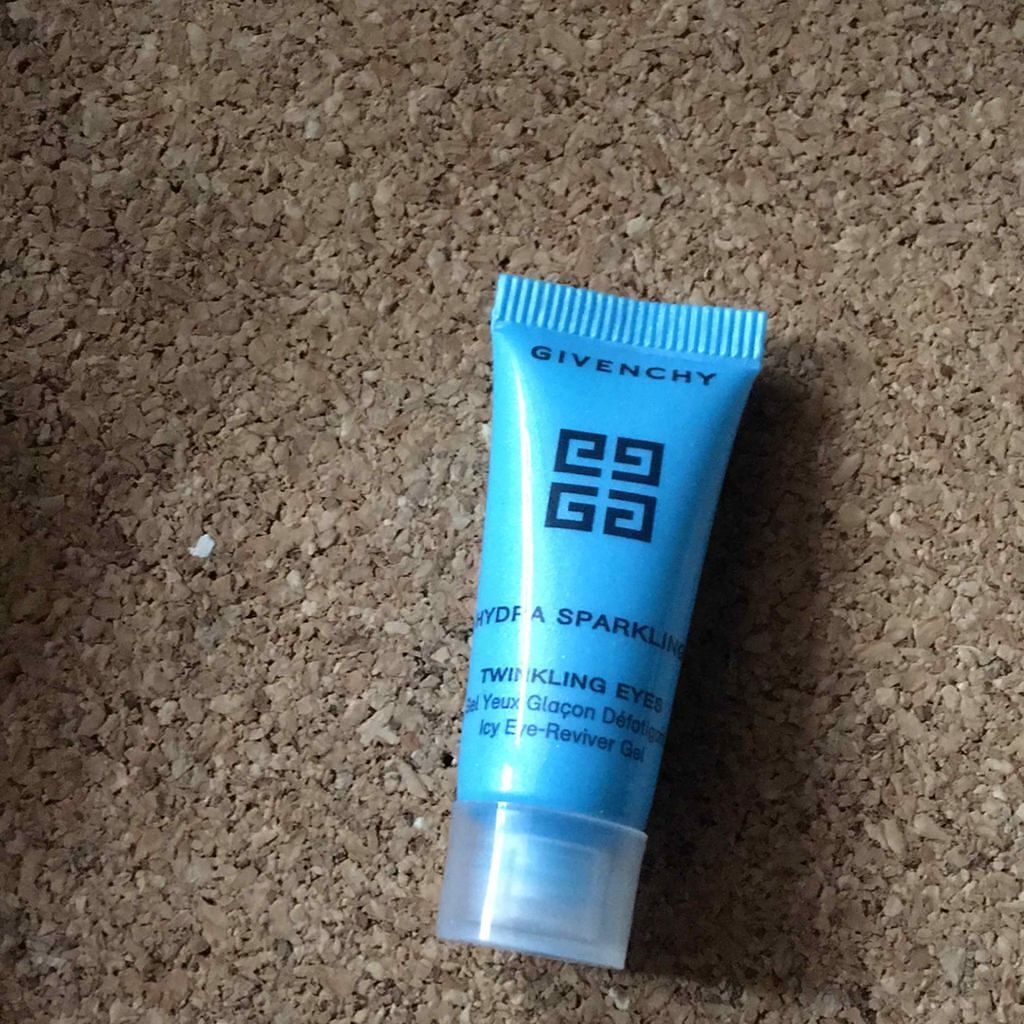 GIVENCHY
HYDRA SPARKLING
TWINKLING EYES
Gel Yeux Glaçon Défatigant
Icy Eye-Reviver Gel